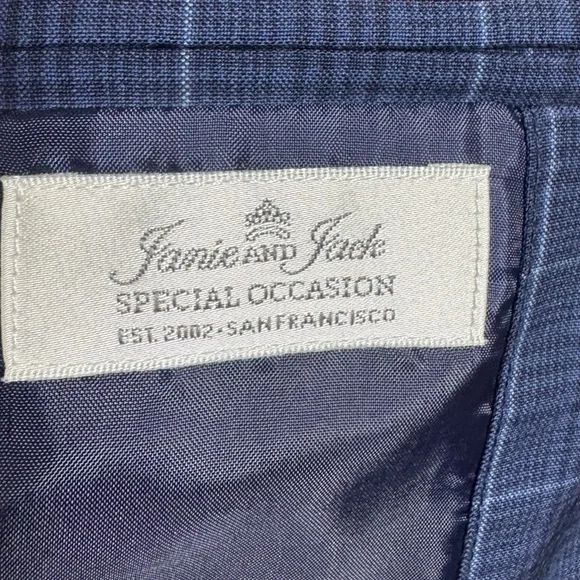 Janie AND Jack
SPECIAL OCCASION
EST. 2002 · SAN FRANCISCO